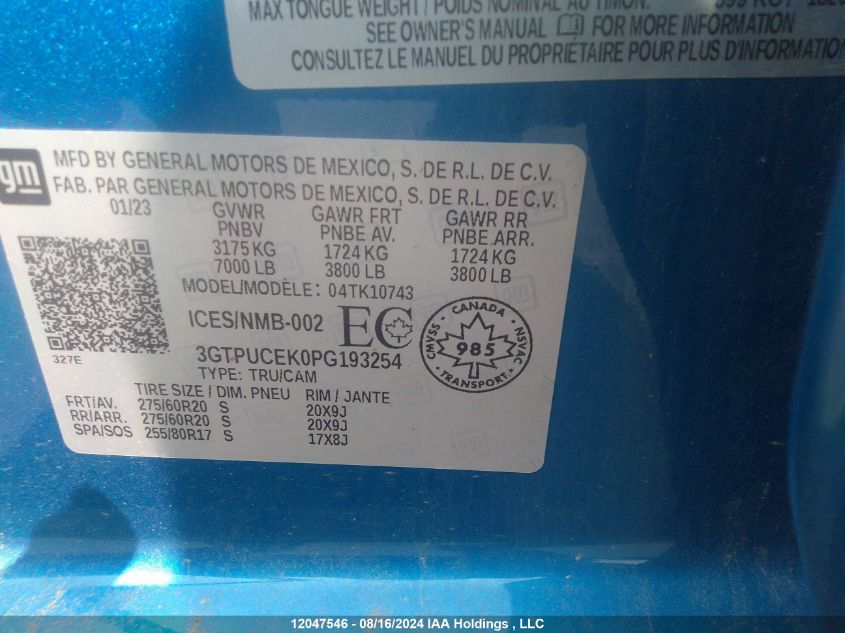 MAX TONGUE WEIGHT / POIDS NOMINAL AU TIMON:
SEE OWNER'S MANUAL FOR MORE INFORMATION
CONSULTEZ LE MANUEL DU PROPRIETAIRE POUR PLUS D'INFORMATION
gm
MFD BY GENERAL MOTORS DE MEXICO, S. DE R.L. DE C.V.
FAB. PAR GENERAL MOTORS DE MEXICO, S. DE R.L. DE C.V.
01/23 GVWR GAWR FRT GAWR RR
PNBV PNBE AV. PNBE ARR.
3175 KG 1724 KG 1724 KG
7000 LB 3800 LB 3800 LB
MODEL/MODÈLE: 04TK10743
ICES/NMB-002 EC
CANADA
CMVSS 985 NSVAC
TRANSPORT
327E 3GTPUCEK0PG193254
TYPE: TRU/CAM
TIRE SIZE / DIM. PNEU RIM / JANTE
FRT/AV. 275/60R20 S 20X9J
RR/ARR. 275/60R20 S 20X9J
SPA/SOS 255/80R17 S 17X8J
12047546 - 08/16/2024 IAA Holdings , LLC